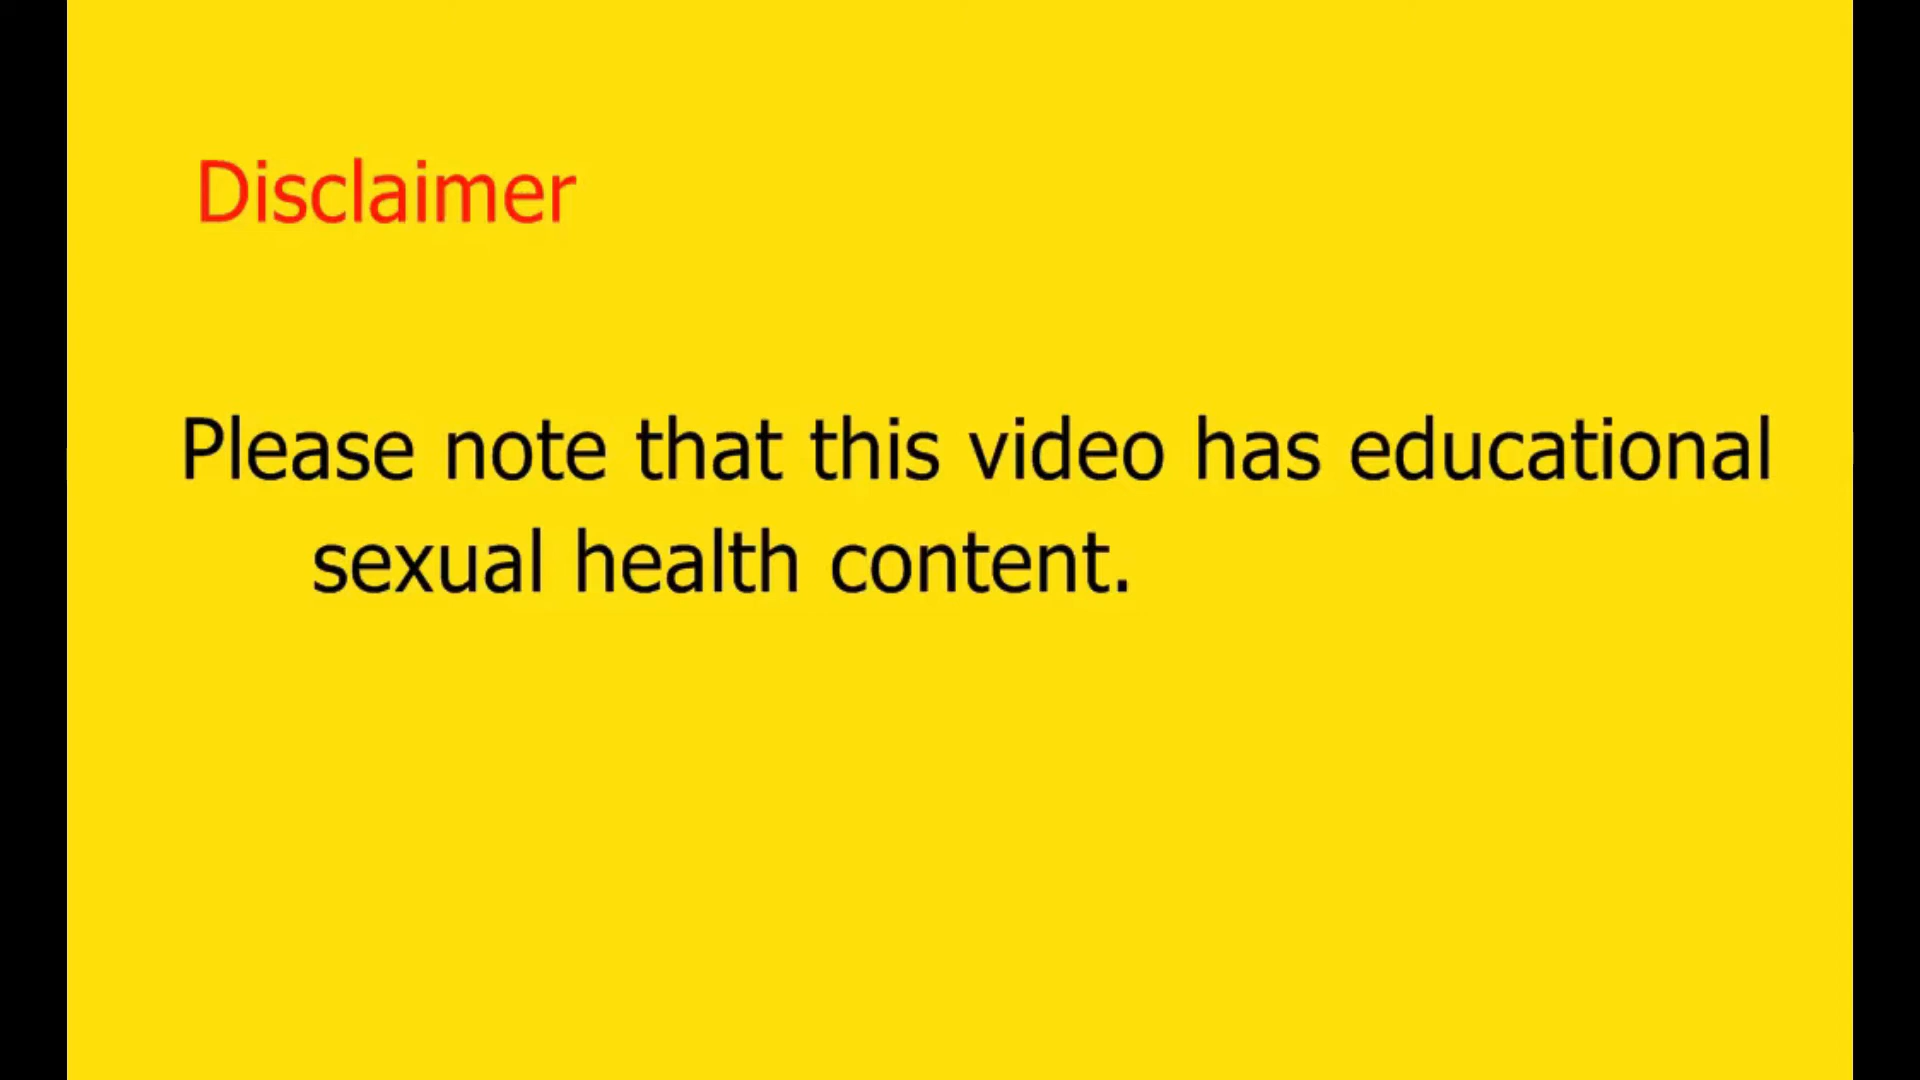 Disclaimer
Please note that this video has educational
sexual health content.